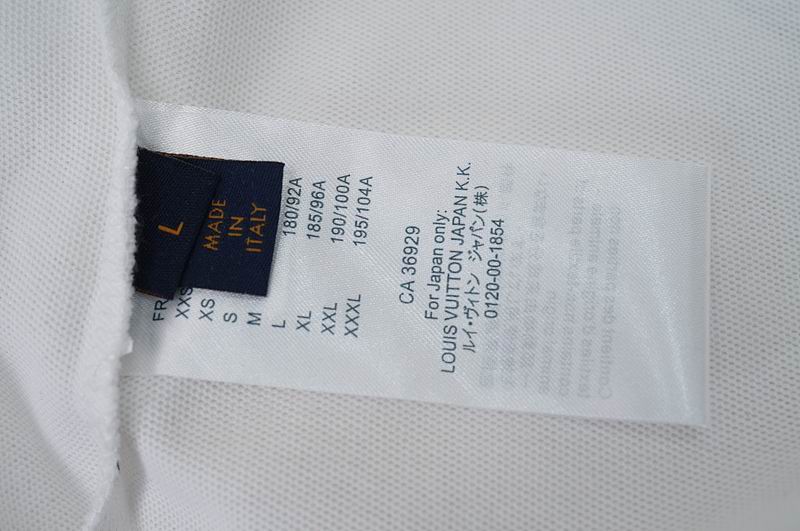 L
MADE
IN
ITALY
FR
XXS
XS
S
M
L 180/92A
XL 185/96A
XXL 190/100A
XXXL 195/104A
CA 36929
For Japan only:
LOUIS VUITTON JAPAN K.K.
ルイ・ヴィトン ジャパン(株)
0120-00-1854